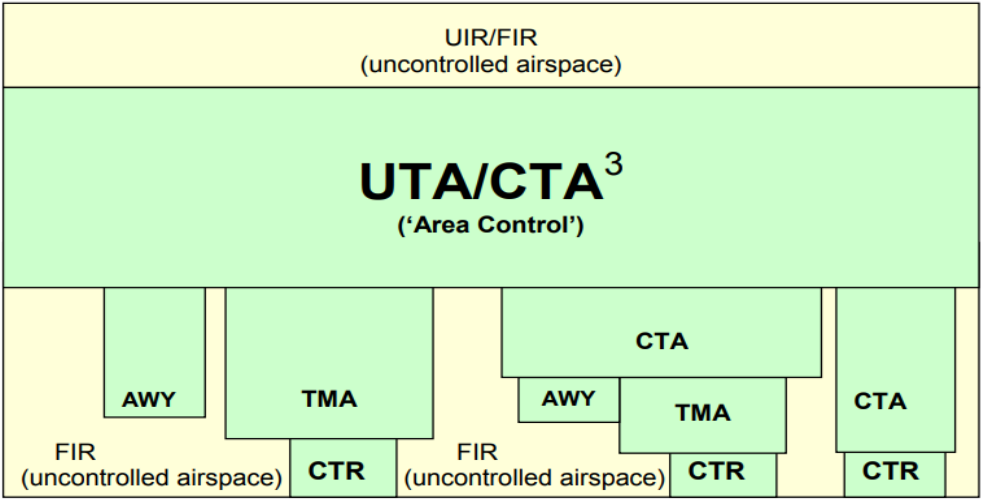 UIR/FIR
(uncontrolled airspace)
UTA/CTA3
(‘Area Control’)
CTA
AWY
TMA
AWY
TMA
CTA
FIR
(uncontrolled airspace)
CTR
FIR
(uncontrolled airspace)
CTR
CTR